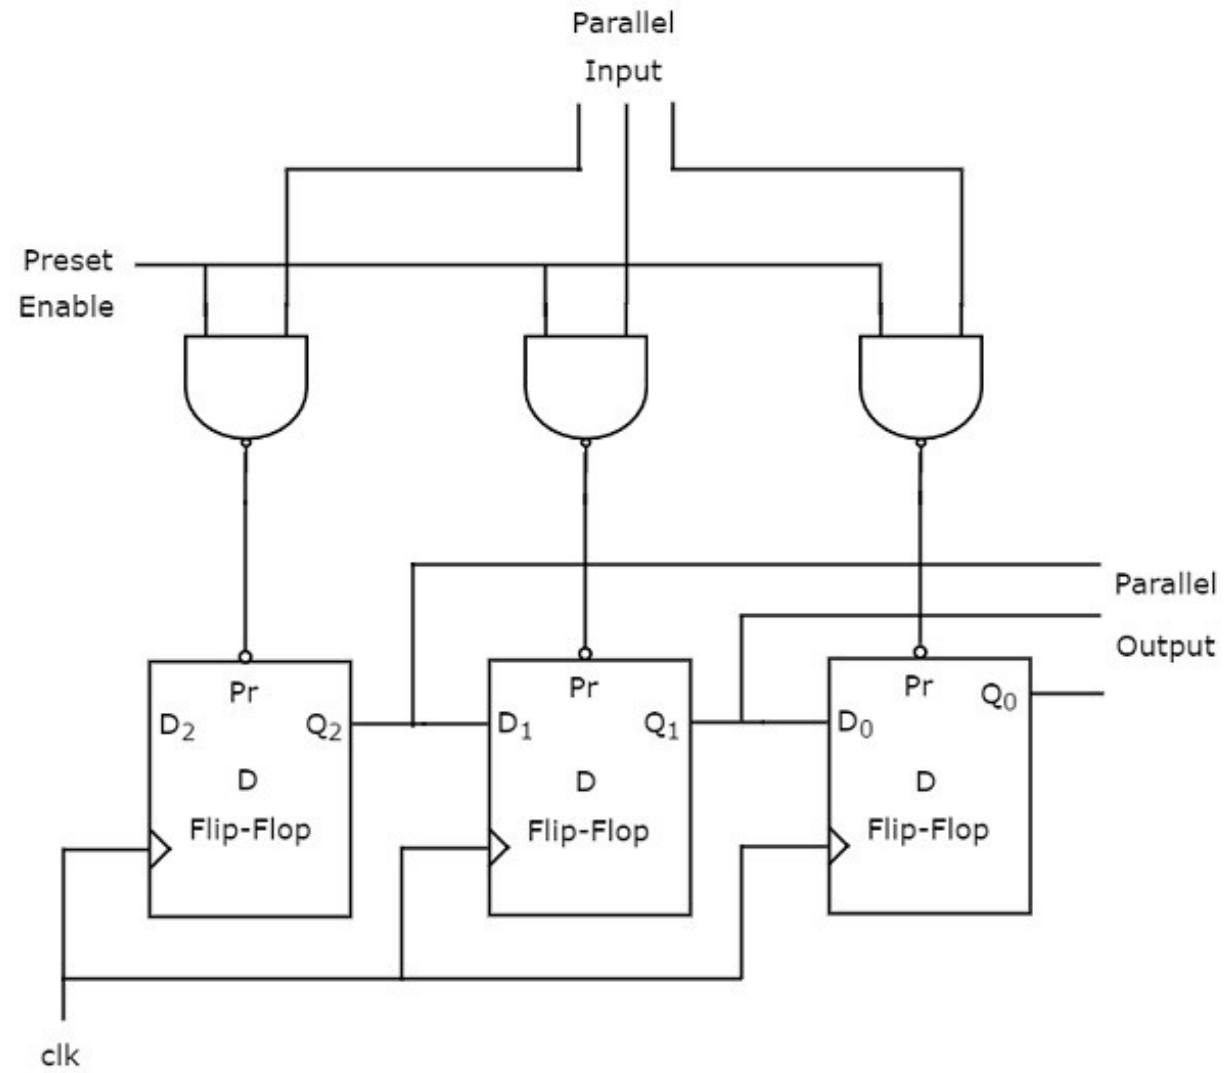 Parallel
Input
Preset
Enable
Parallel
Output
Pr
D₂
Q₂
D
Flip-Flop
Pr
D₁
Q₁
D
Flip-Flop
Pr
D₀
Q₀
D
Flip-Flop
clk